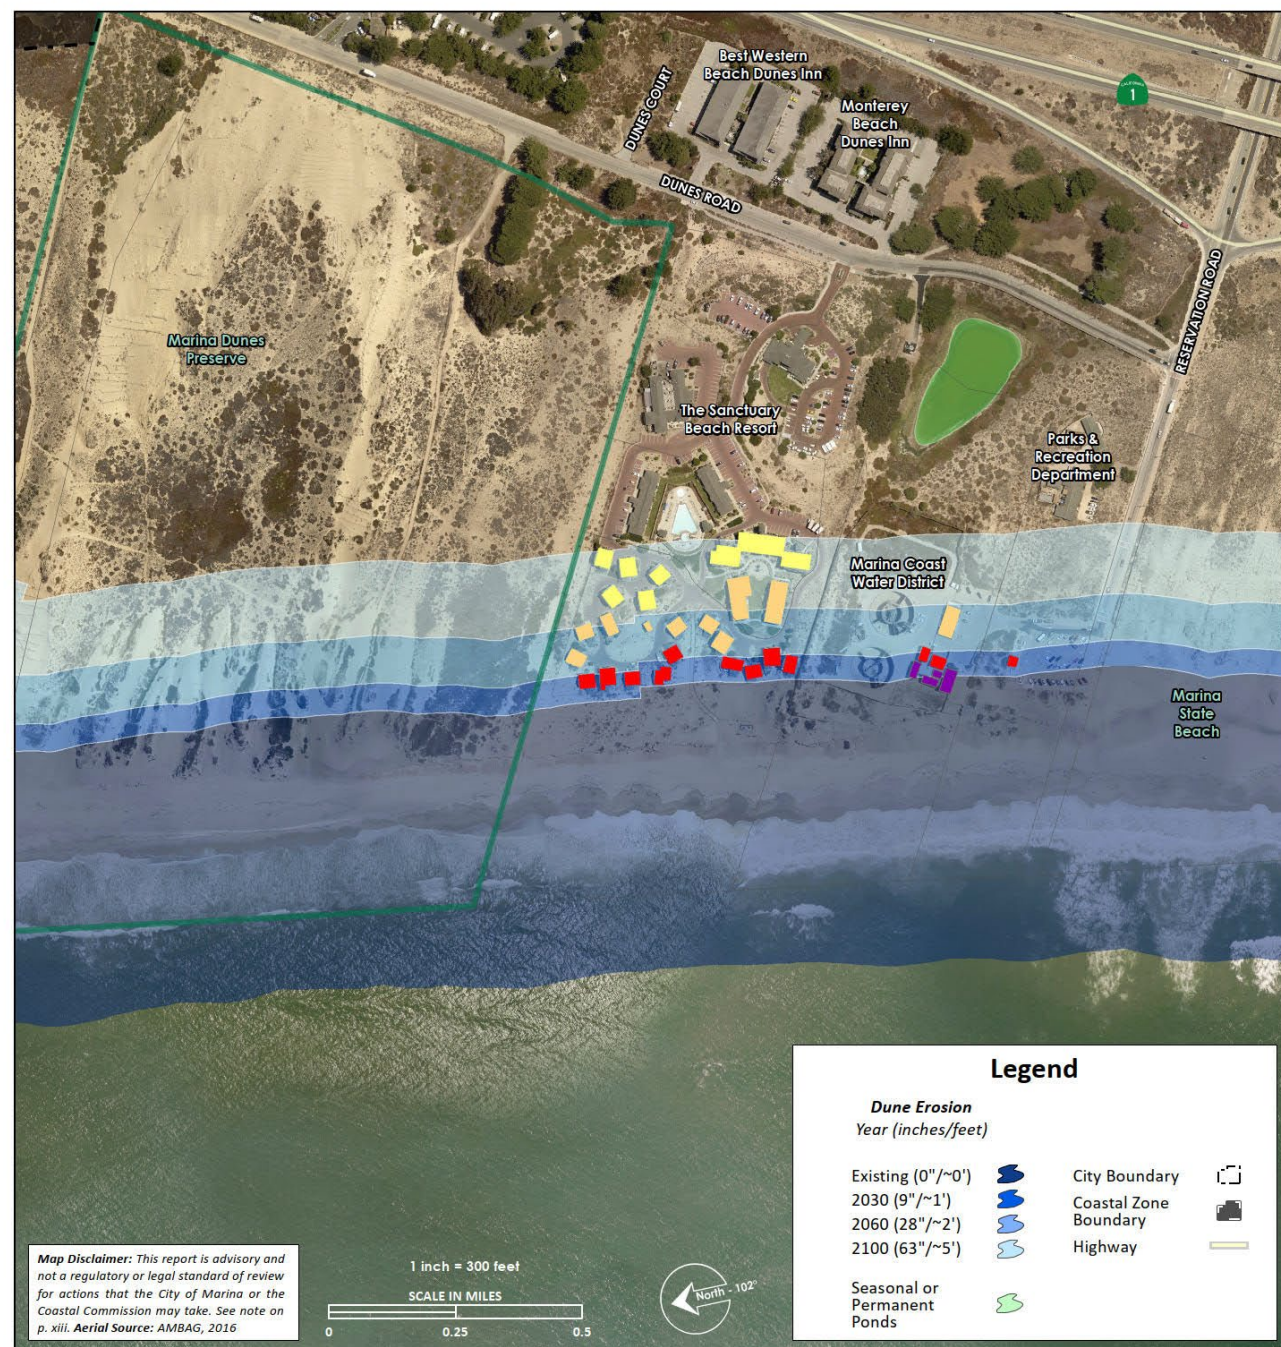 Best Western
Beach Dunes Inn
DUNES COURT
Monterey
Beach
Dunes Inn
CALIFORNIA
1
DUNES ROAD
RESERVATION ROAD
Marina Dunes
Preserve
The Sanctuary
Beach Resort
Parks &
Recreation
Department
Marina Coast
Water District
Marina
State
Beach
Legend
Dune Erosion
Year (inches/feet)
Existing (0"/~0')
2030 (9"/~1')
2060 (28"/~2')
2100 (63"/~5')
Seasonal or
Permanent
Ponds
City Boundary
Coastal Zone
Boundary
Highway
Map Disclaimer: This report is advisory and
not a regulatory or legal standard of review
for actions that the City of Marina or the
Coastal Commission may take. See note on
p. xiii. Aerial Source: AMBAG, 2016
1 inch = 300 feet
SCALE IN MILES
0 0.25 0.5
North - 102°